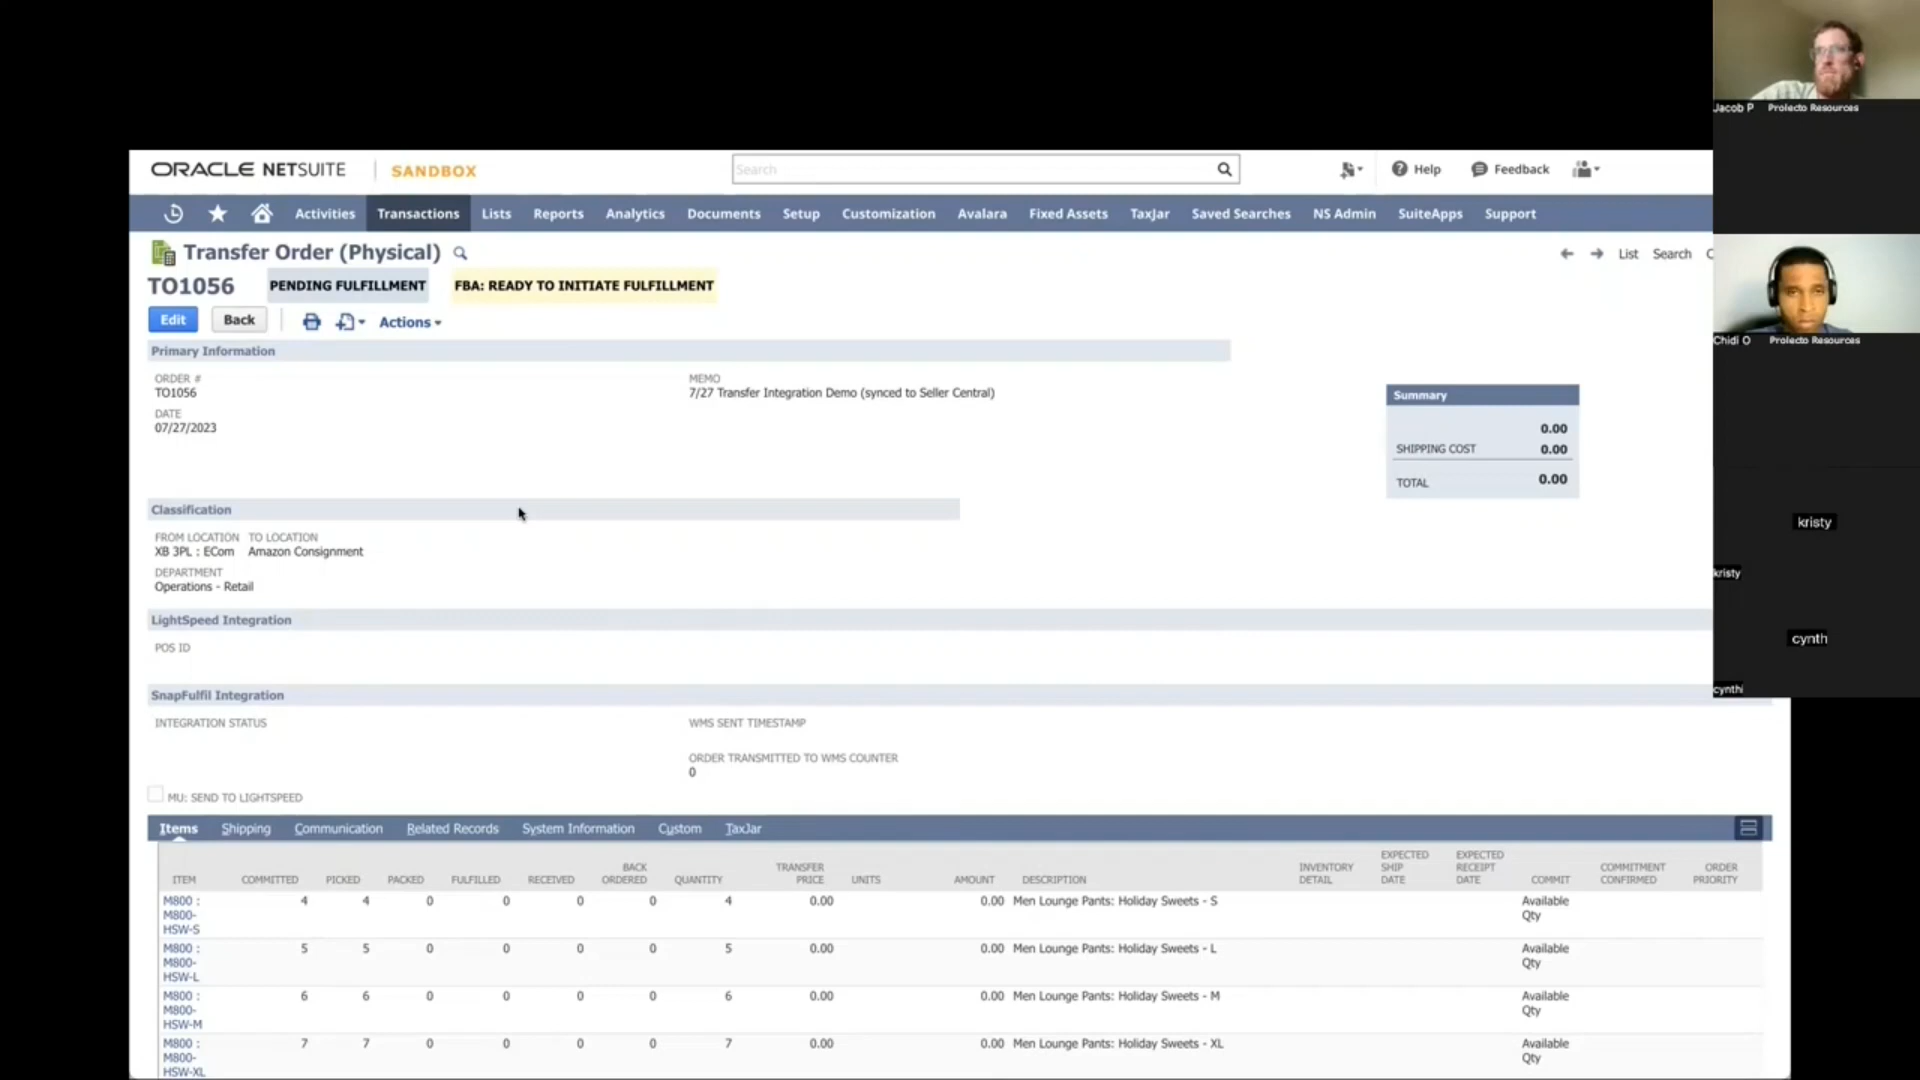 ORACLE NETSUITE
SANDBOX
Search
Help
Feedback
Activities Transactions Lists Reports Analytics Documents Setup Customization Avalara Fixed Assets TaxJar Saved Searches NS Admin SuiteApps Support
Transfer Order (Physical)
List Search
TO1056 PENDING FULFILLMENT FBA: READY TO INITIATE FULFILLMENT
Edit Back Actions
Primary Information
ORDER #
TO1056
DATE
07/27/2023
MEMO
7/27 Transfer Integration Demo (synced to Seller Central)
Summary
0.00
SHIPPING COST 0.00
TOTAL 0.00
Classification
FROM LOCATION
XB 3PL : ECom
TO LOCATION
Amazon Consignment
DEPARTMENT
Operations - Retail
LightSpeed Integration
POS ID
SnapFulfil Integration
INTEGRATION STATUS
WMS SENT TIMESTAMP
ORDER TRANSMITTED TO WMS COUNTER
0
MU: SEND TO LIGHTSPEED
Items Shipping Communication Related Records System Information Custom TaxJar
ITEM COMMITTED PICKED PACKED FULFILLED RECEIVED BACK ORDERED QUANTITY TRANSFER PRICE UNITS AMOUNT DESCRIPTION INVENTORY DETAIL EXPECTED SHIP DATE EXPECTED RECEIPT DATE COMMIT COMMITMENT CONFIRMED ORDER PRIORITY
M800 : M800-HSW-S 4 4 0 0 0 0 4 0.00 0.00 Men Lounge Pants: Holiday Sweets - S Available Qty
M800 : M800-HSW-L 5 5 0 0 0 0 5 0.00 0.00 Men Lounge Pants: Holiday Sweets - L Available Qty
M800 : M800-HSW-M 6 6 0 0 0 0 6 0.00 0.00 Men Lounge Pants: Holiday Sweets - M Available Qty
M800 : M800-HSW-XL 7 7 0 0 0 0 7 0.00 0.00 Men Lounge Pants: Holiday Sweets - XL Available Qty
Jacob P Prolecto Resources
Chidi O Prolecto Resources
kristy
kristy
cynth
cynthi